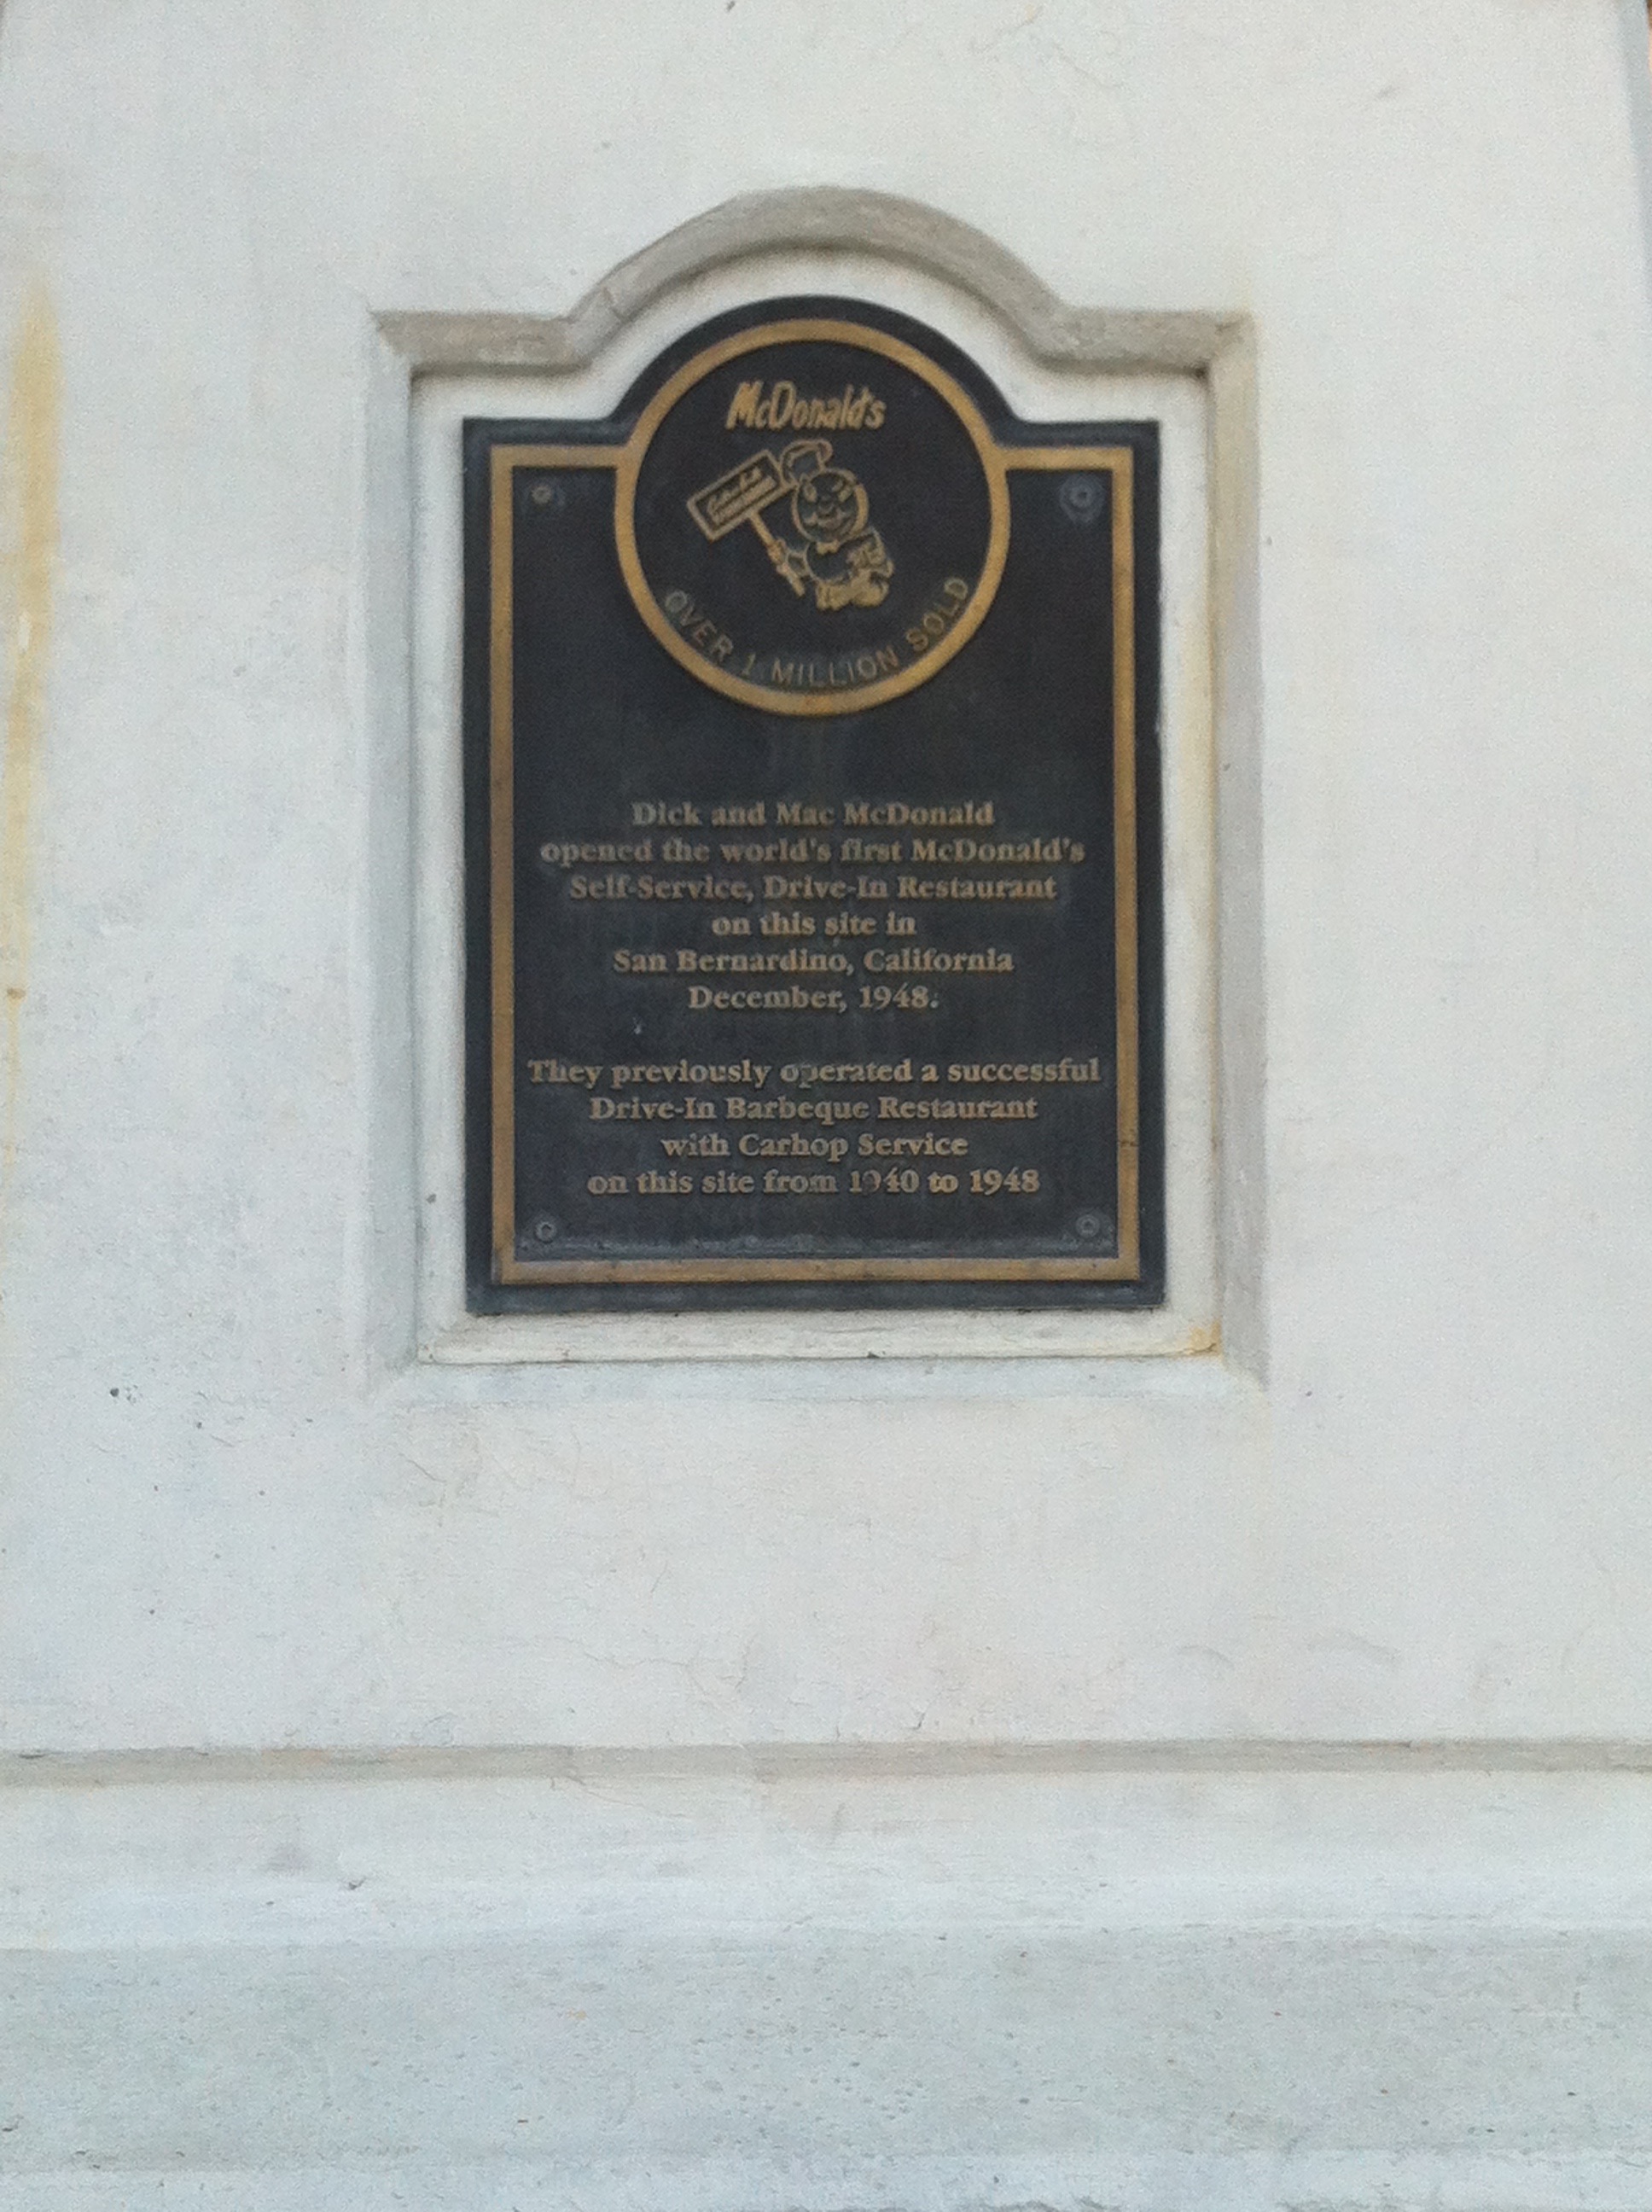 McDonald's
OVER 1 MILLION SOLD
Dick and Mac McDonald
opened the world's first McDonald's
Self-Service, Drive-In Restaurant
on this site in
San Bernardino, California
December, 1948.
They previously operated a successful
Drive-In Barbeque Restaurant
with Carhop Service
on this site from 1940 to 1948